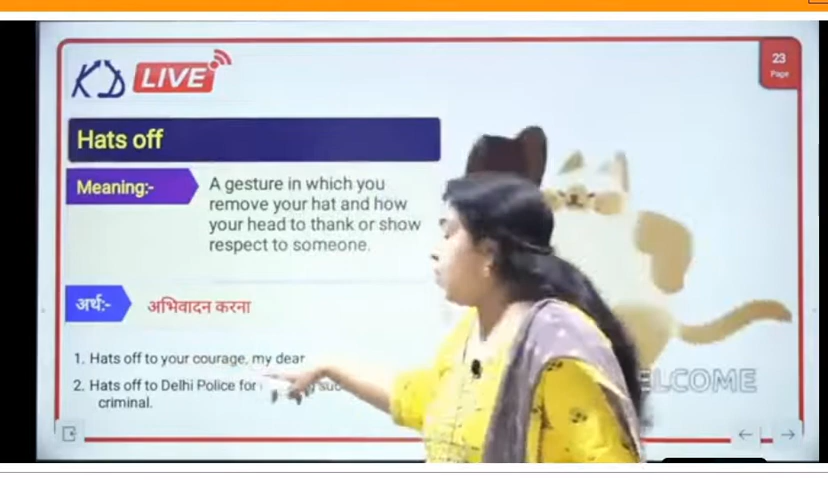 KD LIVE
23
Page
Hats off
Meaning:-
A gesture in which you
remove your hat and how
your head to thank or show
respect to someone.
अर्थ:-
अभिवादन करना
1. Hats off to your courage, my dear
2. Hats off to Delhi Police for
criminal.
LCOME